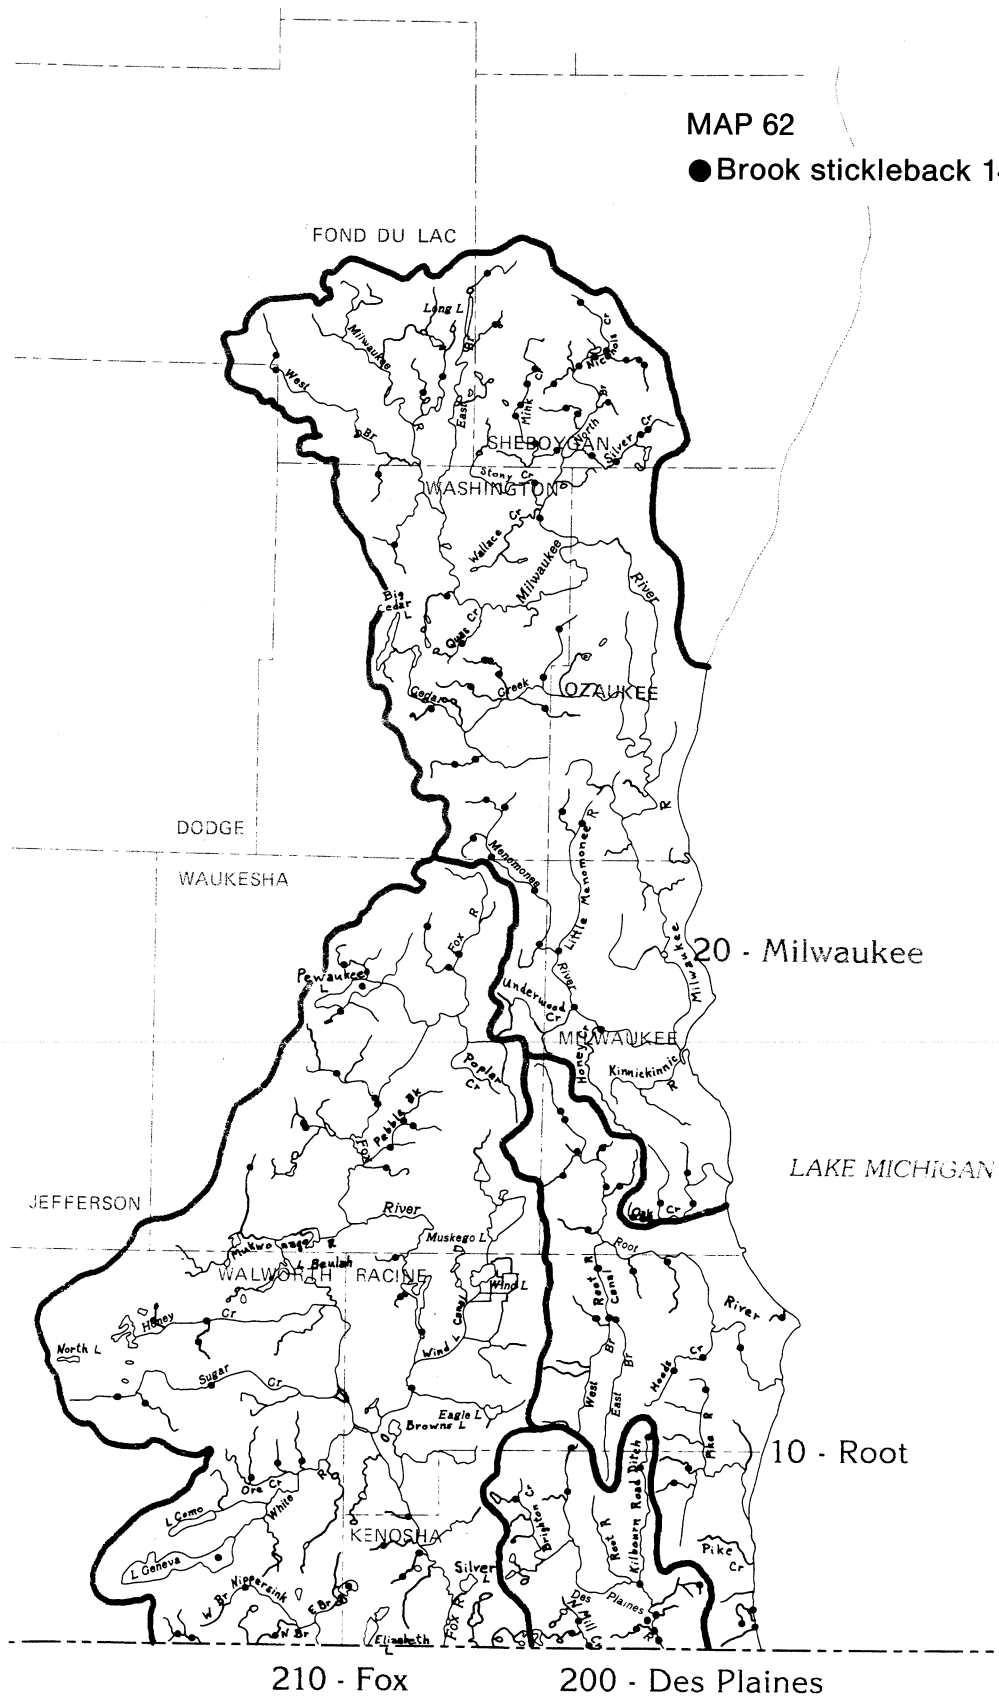 MAP 62
Brook stickleback
FOND DU LAC
Long L
Milwaukee
R
West
Br
East
Br
Mink Cr
Nichols Cr
North
Br
Silver Cr
SHEBOYGAN
Stony Cr
WASHINGTON
Wallace Cr
Milwaukee
River
Big
Cedar
L
Quas Cr
Cedar Creek
OZAUKEE
DODGE
Menomonee
R
R
WAUKESHA
Little Menomonee
Fox R
Milwaukee
20 - Milwaukee
Pewaukee
L
River
Underwood
Cr
MILWAUKEE
Honey Cr
Kinnickinnic
R
Poplar
Cr
Pebble Bk
Fox
LAKE MICHIGAN
JEFFERSON
River
Oak Cr
Muskego L
Root
Mukwonago R
L Beulah
WALWORTH
RACINE
Wind L
Root R
Canal
River
Honey Cr
North L
Wind L Canal
Hoods Cr
Sugar Cr
West Br
East Br
Eagle L
Browns L
Pike R
10 - Root
Ore Cr
White
R
L Como
KENOSHA
Brighton Cr
Root R
Kilbourn Road Ditch
Pike
Cr
L Geneva
Silver
L
Nippersink
W Br
E Br
N Br
Elizabeth
L
Fox R
Des Plaines
R
Mill Cr
210 - Fox
200 - Des Plaines